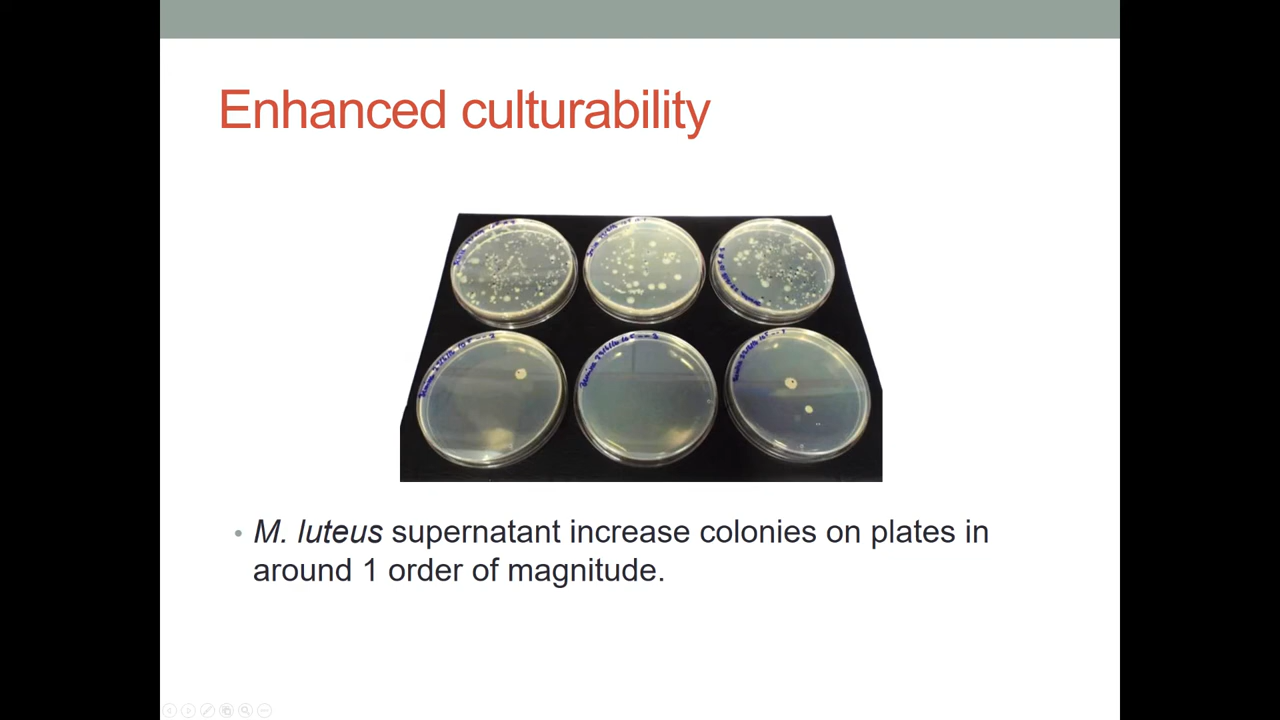 Enhanced culturability
• M. luteus supernatant increase colonies on plates in
around 1 order of magnitude.